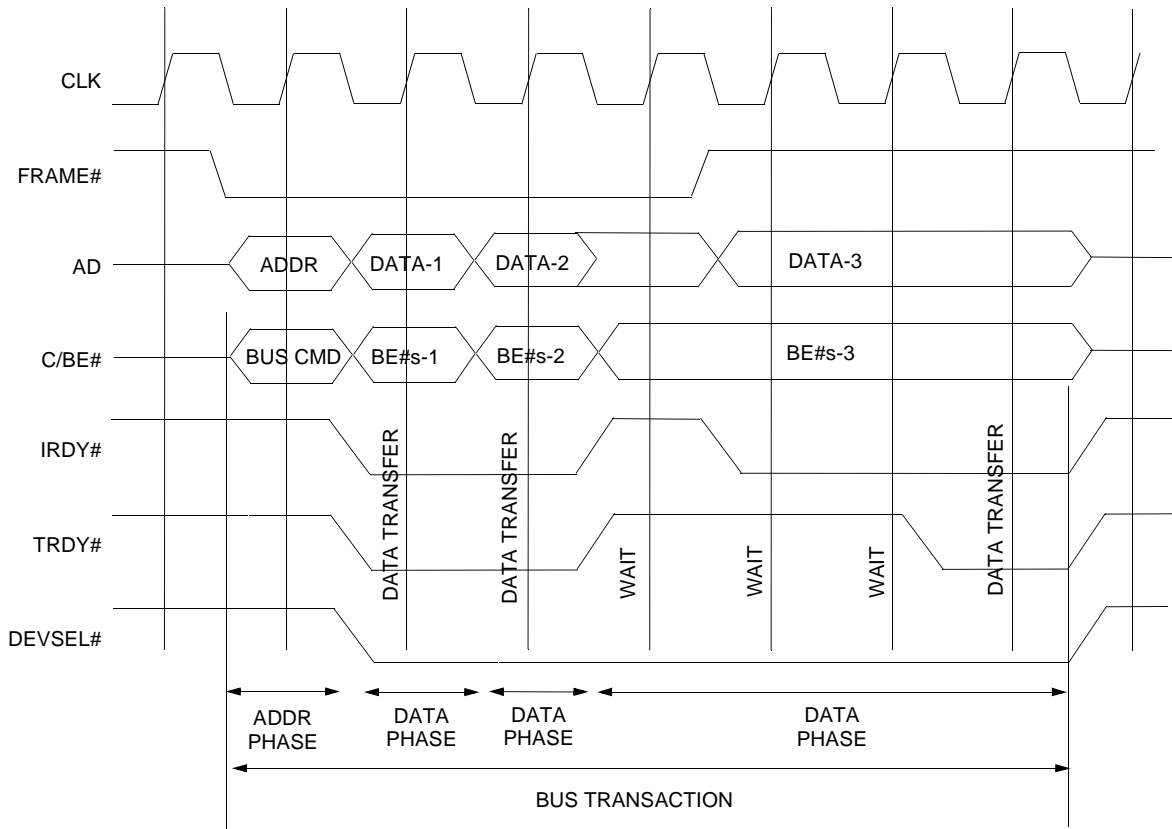 CLK
FRAME#
AD
ADDR
DATA-1
DATA-2
DATA-3
C/BE#
BUS CMD
BE#s-1
BE#s-2
BE#s-3
IRDY#
TRDY#
DATA TRANSFER
DATA TRANSFER
WAIT
WAIT
WAIT
DATA TRANSFER
DEVSEL#
ADDR
PHASE
DATA
PHASE
DATA
PHASE
DATA
PHASE
BUS TRANSACTION